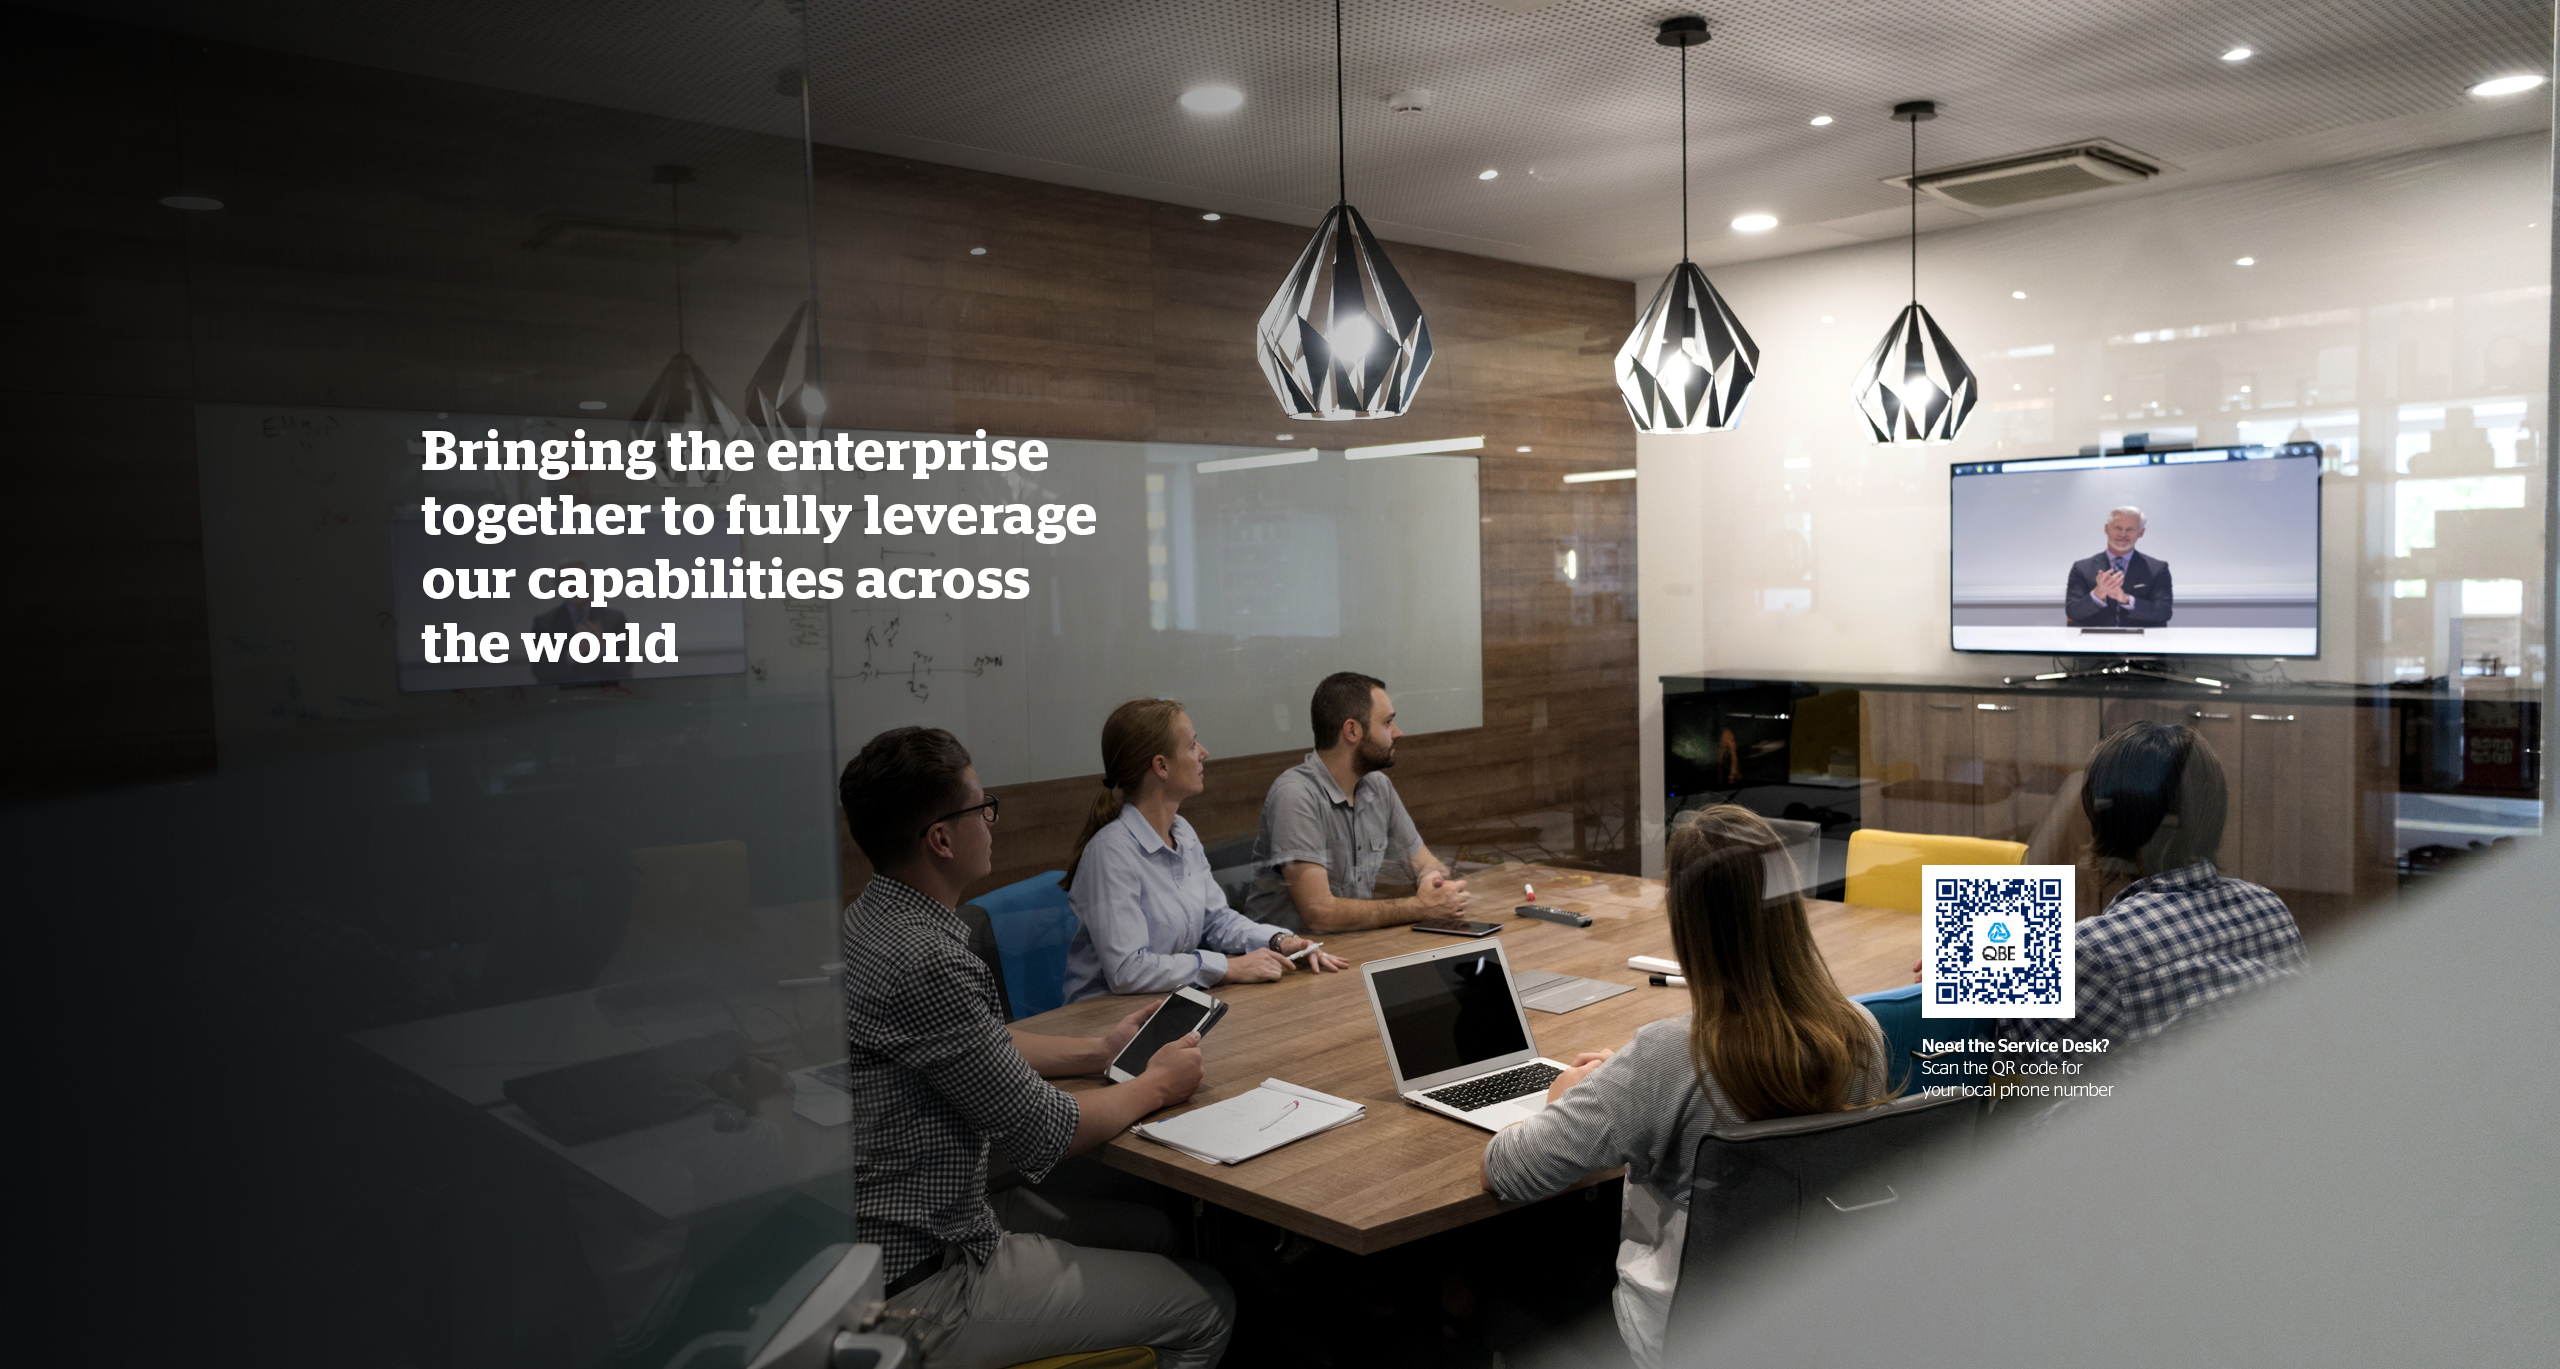 Bringing the enterprise
together to fully leverage
our capabilities across
the world
QBE
Need the Service Desk?
Scan the QR code for
your local phone number